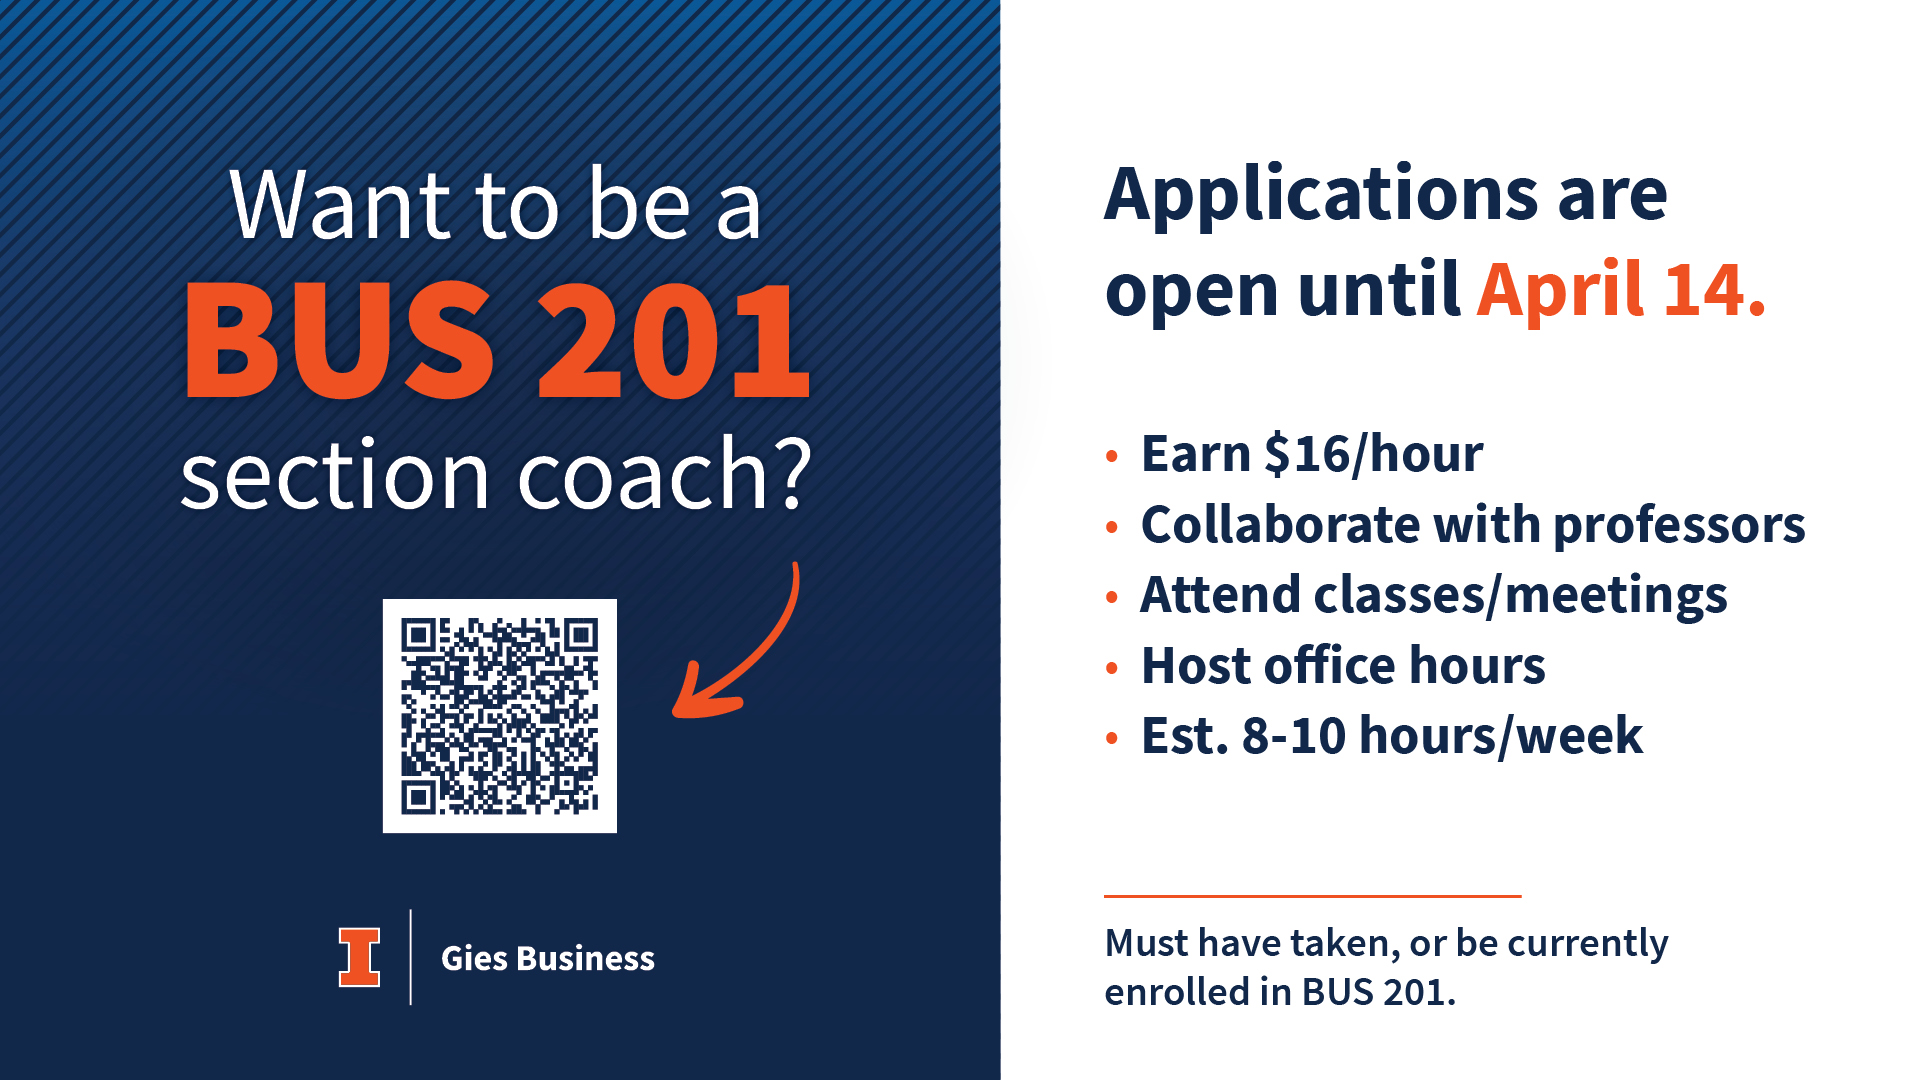 Want to be a
BUS 201
section coach?
I
Gies Business
Applications are
open until April 14.
• Earn $16/hour
• Collaborate with professors
• Attend classes/meetings
• Host office hours
• Est. 8-10 hours/week
Must have taken, or be currently
enrolled in BUS 201.